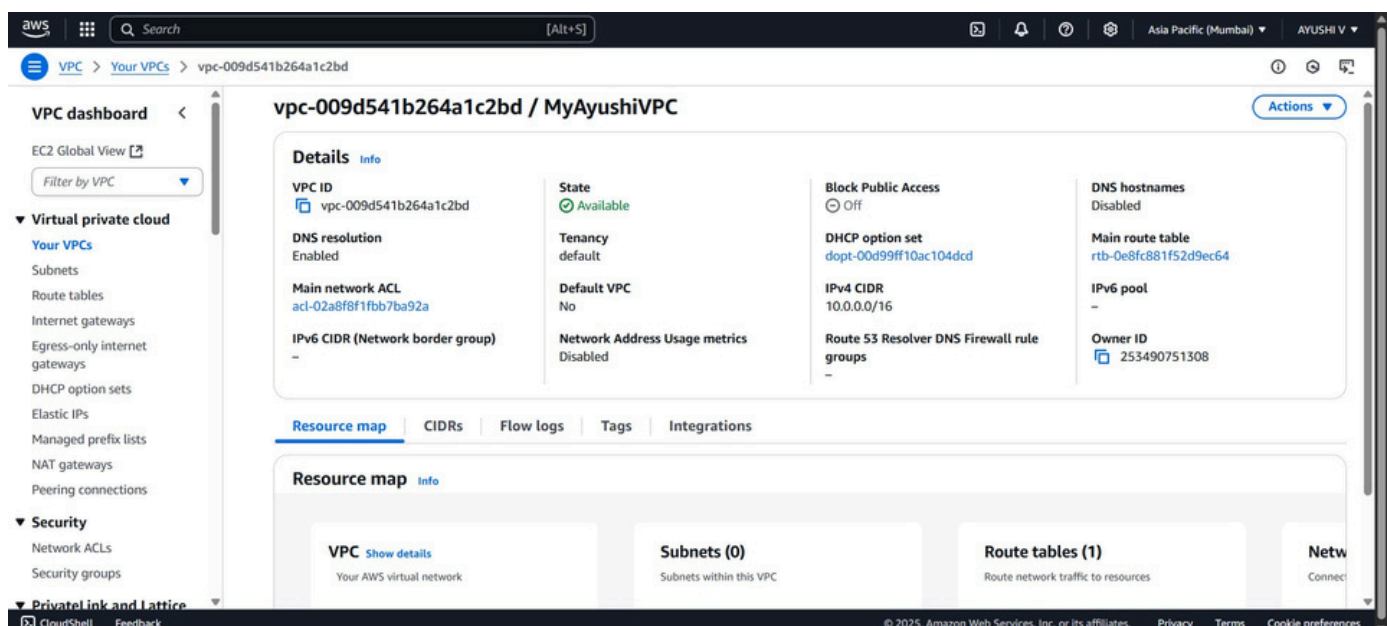 aws Search [Alt+S] Asia Pacific (Mumbai) AYUSHI V
VPC > Your VPCs > vpc-009d541b264a1c2bd
VPC dashboard
EC2 Global View
Filter by VPC
Virtual private cloud
Your VPCs
Subnets
Route tables
Internet gateways
Egress-only internet
gateways
DHCP option sets
Elastic IPs
Managed prefix lists
NAT gateways
Peering connections
Security
Network ACLs
Security groups
PrivateLink and Lattice
vpc-009d541b264a1c2bd / MyAyushiVPC
Actions
Details Info
VPC ID
vpc-009d541b264a1c2bd
State
Available
Block Public Access
Off
DNS hostnames
Disabled
DNS resolution
Enabled
Tenancy
default
DHCP option set
dopt-00d99ff10ac104dcd
Main route table
rtb-0e8fc881f52d9ec64
Main network ACL
acl-02a8f8f1fbb7ba92a
Default VPC
No
IPv4 CIDR
10.0.0.0/16
IPv6 pool
–
IPv6 CIDR (Network border group)
–
Network Address Usage metrics
Disabled
Route 53 Resolver DNS Firewall rule
groups
–
Owner ID
253490751308
Resource map CIDRs Flow logs Tags Integrations
Resource map Info
VPC Show details
Your AWS virtual network
Subnets (0)
Subnets within this VPC
Route tables (1)
Route network traffic to resources
Netw
Connec
CloudShell Feedback © 2025, Amazon Web Services, Inc. or its affiliates. Privacy Terms Cookie preferences